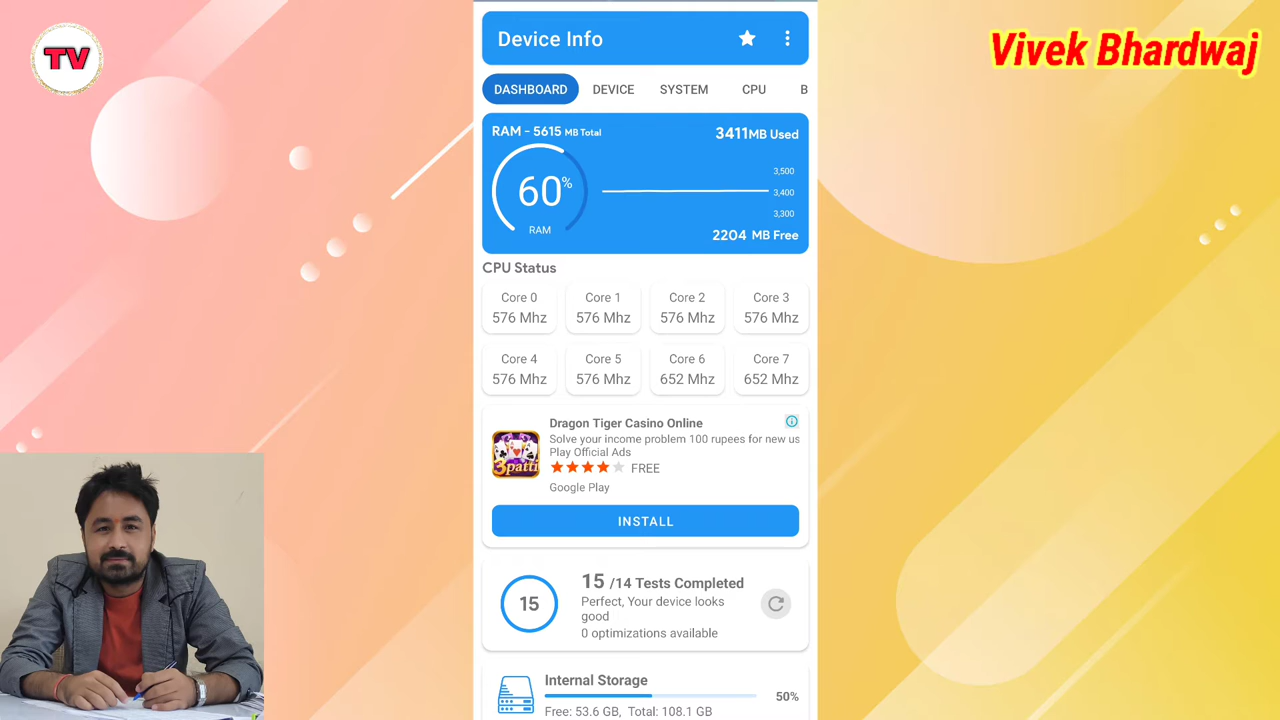 TV
Vivek Bhardwaj
Device Info
DASHBOARD DEVICE SYSTEM CPU B
RAM - 5615 MB Total
3411MB Used
60%
RAM
3,500
3,400
3,300
2204 MB Free
CPU Status
Core 0 Core 1 Core 2 Core 3
576 Mhz 576 Mhz 576 Mhz 576 Mhz
Core 4 Core 5 Core 6 Core 7
576 Mhz 576 Mhz 652 Mhz 652 Mhz
Dragon Tiger Casino Online
Solve your income problem 100 rupees for new us
Play Official Ads
3patti
FREE
Google Play
INSTALL
15
15 /14 Tests Completed
Perfect, Your device looks
good
0 optimizations available
Internal Storage
50%
Free: 53.6 GB, Total: 108.1 GB